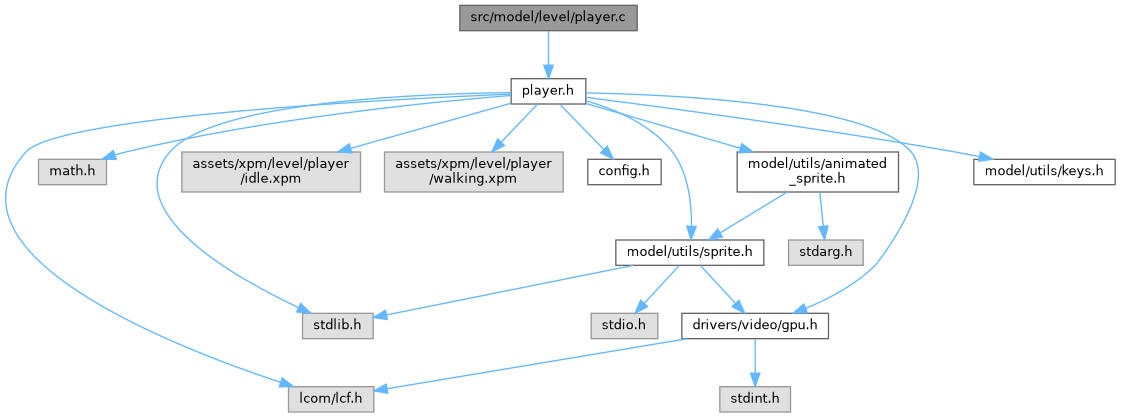 src/model/level/player.c
player.h
math.h
assets/xpm/level/player
/idle.xpm
assets/xpm/level/player
/walking.xpm
config.h
model/utils/animated
_sprite.h
model/utils/keys.h
model/utils/sprite.h
stdarg.h
stdlib.h
stdio.h
drivers/video/gpu.h
lcom/lcf.h
stdint.h